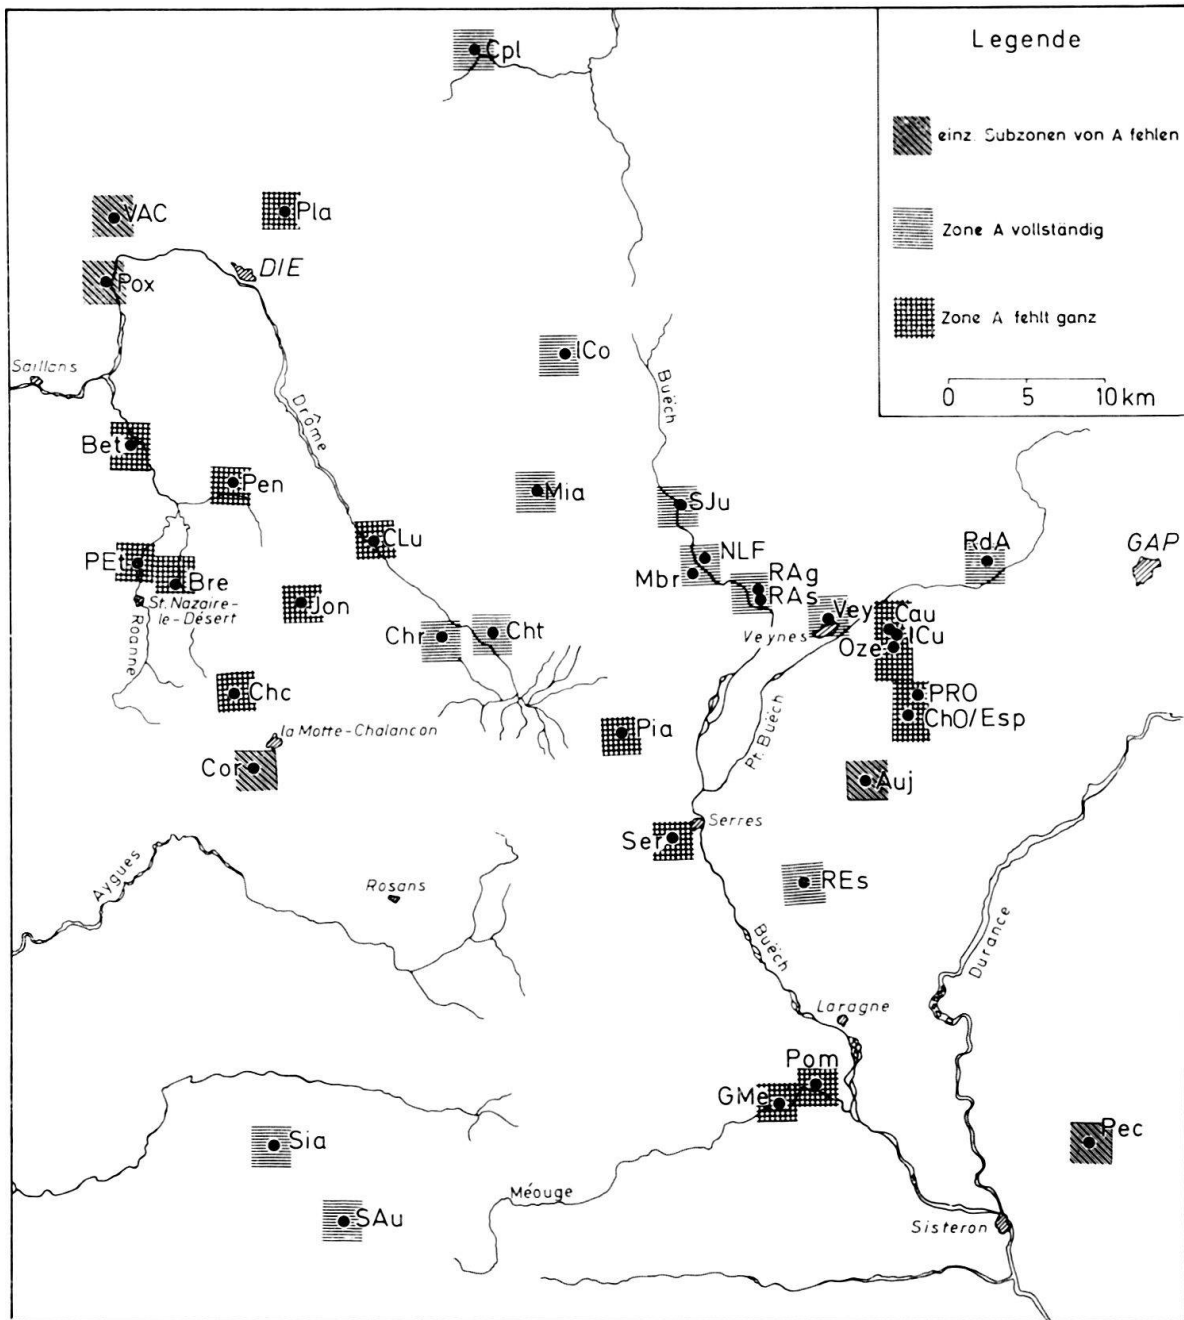 Legende
einz. Subzonen von A fehlen
Zone A vollständig
Zone A fehlt ganz
0 5 10 km
Cpl
VAC
Pla
Pox
DIE
Saillans
lCo
Buëch
Drôme
Bet
Pen
Mia
SJu
CLu
NLF
RdA
GAP
PEt
Mbr
RAg
Bre
RAs
Jon
St. Nazaire-
le-Désert
Vey
Cau
Roanne
Chr
Cht
Veynes
lCu
Oze
Chc
PRO
ChO/Esp
la Motte-Chalancon
Pia
Pt. Buëch
Cor
Auj
Serres
Ser
Aygues
Rosans
REs
Buëch
Durance
Laragne
Pom
GMe
Sia
Pec
Méouge
SAu
Sisteron